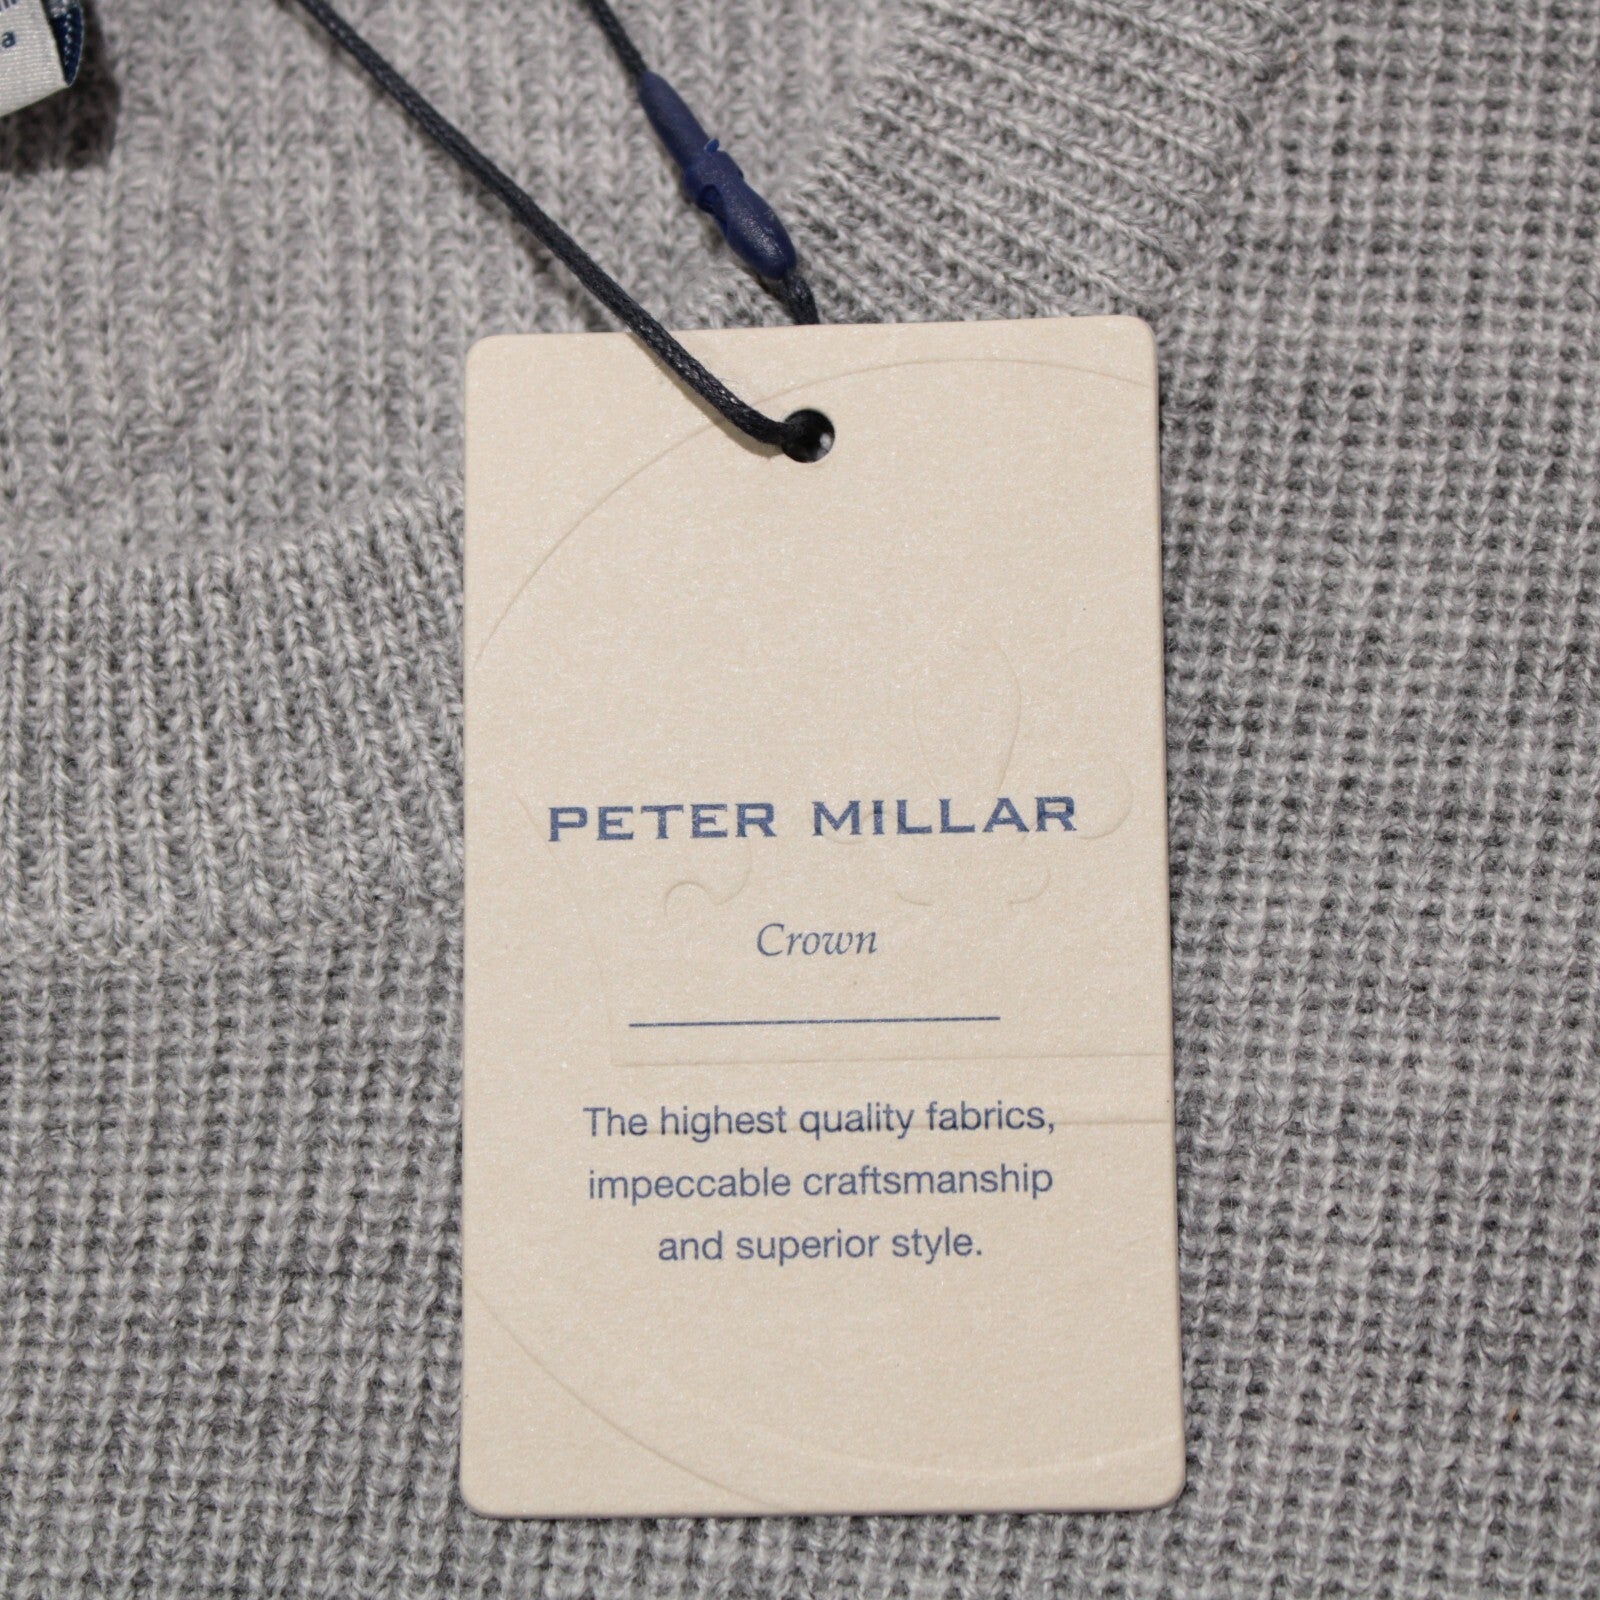 a
PETER MILLAR
Crown
The highest quality fabrics,
impeccable craftsmanship
and superior style.